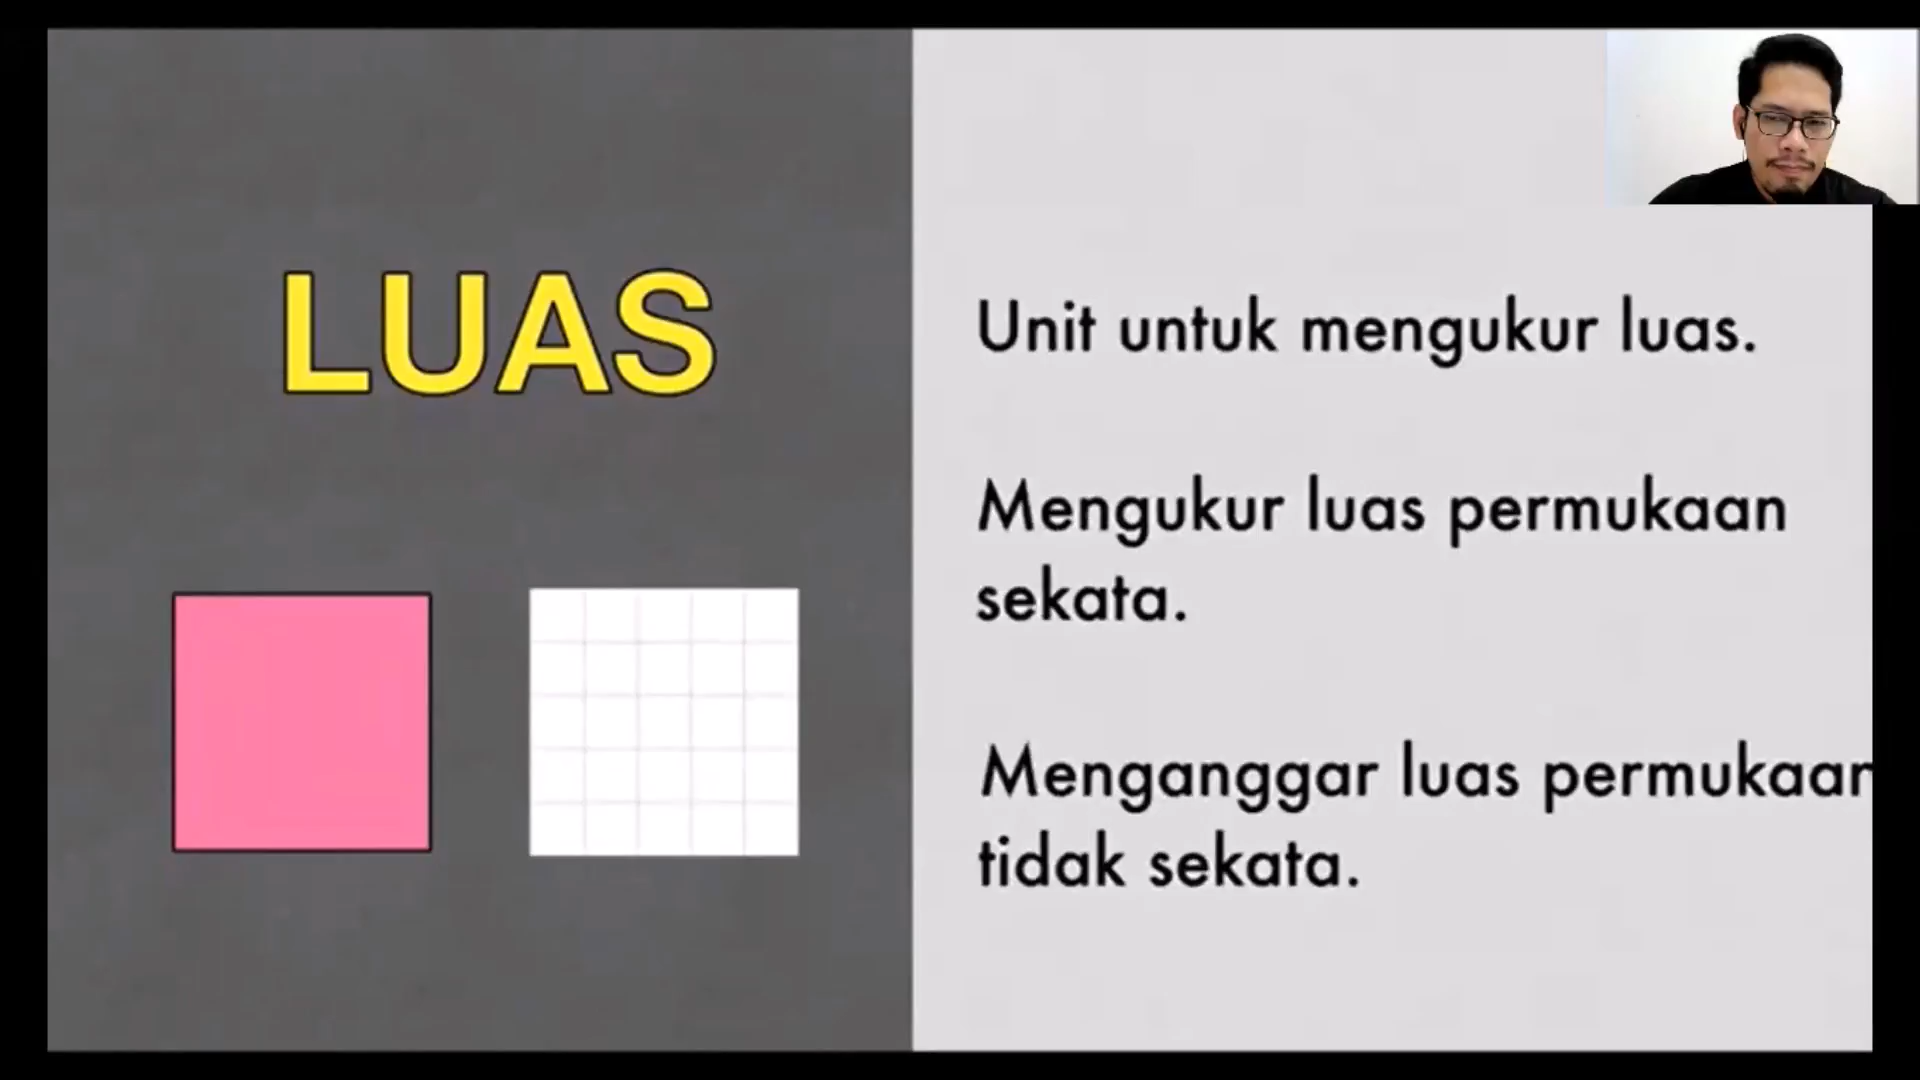 LUAS
Unit untuk mengukur luas.
Mengukur luas permukaan
sekata.
Menganggar luas permukaan
tidak sekata.